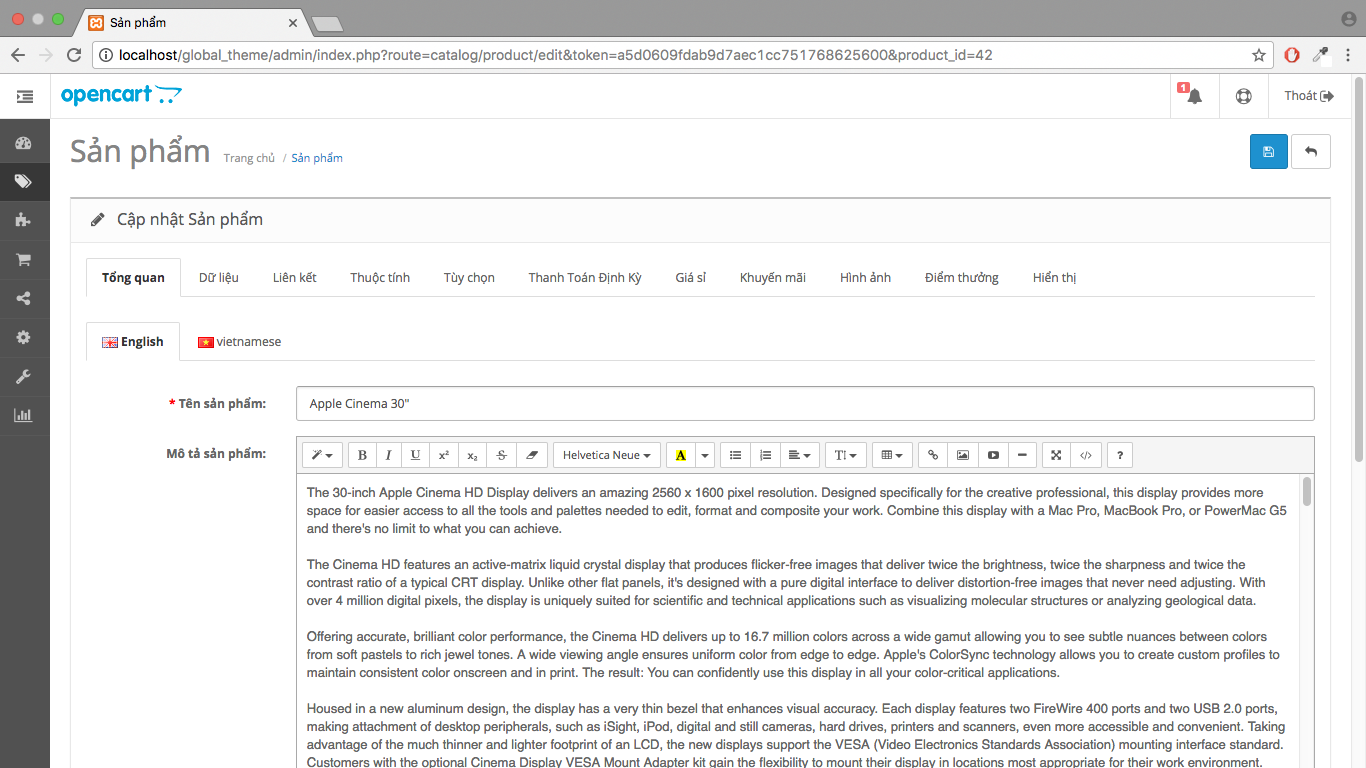 Sản phẩm
localhost/global_theme/admin/index.php?route=catalog/product/edit&token=a5d0609fdab9d7aec1cc751768625600&product_id=42
opencart
1
Thoát
Sản phẩm Trang chủ / Sản phẩm
Cập nhật Sản phẩm
Tổng quan Dữ liệu Liên kết Thuộc tính Tùy chọn Thanh Toán Định Kỳ Giá sỉ Khuyến mãi Hình ảnh Điểm thưởng Hiển thị
English vietnamese
* Tên sản phẩm: Apple Cinema 30"
Mô tả sản phẩm: B I U x² x₂ S Helvetica Neue A TI </> ?
The 30-inch Apple Cinema HD Display delivers an amazing 2560 x 1600 pixel resolution. Designed specifically for the creative professional, this display provides more
space for easier access to all the tools and palettes needed to edit, format and composite your work. Combine this display with a Mac Pro, MacBook Pro, or PowerMac G5
and there's no limit to what you can achieve.
The Cinema HD features an active-matrix liquid crystal display that produces flicker-free images that deliver twice the brightness, twice the sharpness and twice the
contrast ratio of a typical CRT display. Unlike other flat panels, it's designed with a pure digital interface to deliver distortion-free images that never need adjusting. With
over 4 million digital pixels, the display is uniquely suited for scientific and technical applications such as visualizing molecular structures or analyzing geological data.
Offering accurate, brilliant color performance, the Cinema HD delivers up to 16.7 million colors across a wide gamut allowing you to see subtle nuances between colors
from soft pastels to rich jewel tones. A wide viewing angle ensures uniform color from edge to edge. Apple's ColorSync technology allows you to create custom profiles to
maintain consistent color onscreen and in print. The result: You can confidently use this display in all your color-critical applications.
Housed in a new aluminum design, the display has a very thin bezel that enhances visual accuracy. Each display features two FireWire 400 ports and two USB 2.0 ports,
making attachment of desktop peripherals, such as iSight, iPod, digital and still cameras, hard drives, printers and scanners, even more accessible and convenient. Taking
advantage of the much thinner and lighter footprint of an LCD, the new displays support the VESA (Video Electronics Standards Association) mounting interface standard.
Customers with the optional Cinema Display VESA Mount Adapter kit gain the flexibility to mount their display in locations most appropriate for their work environment.